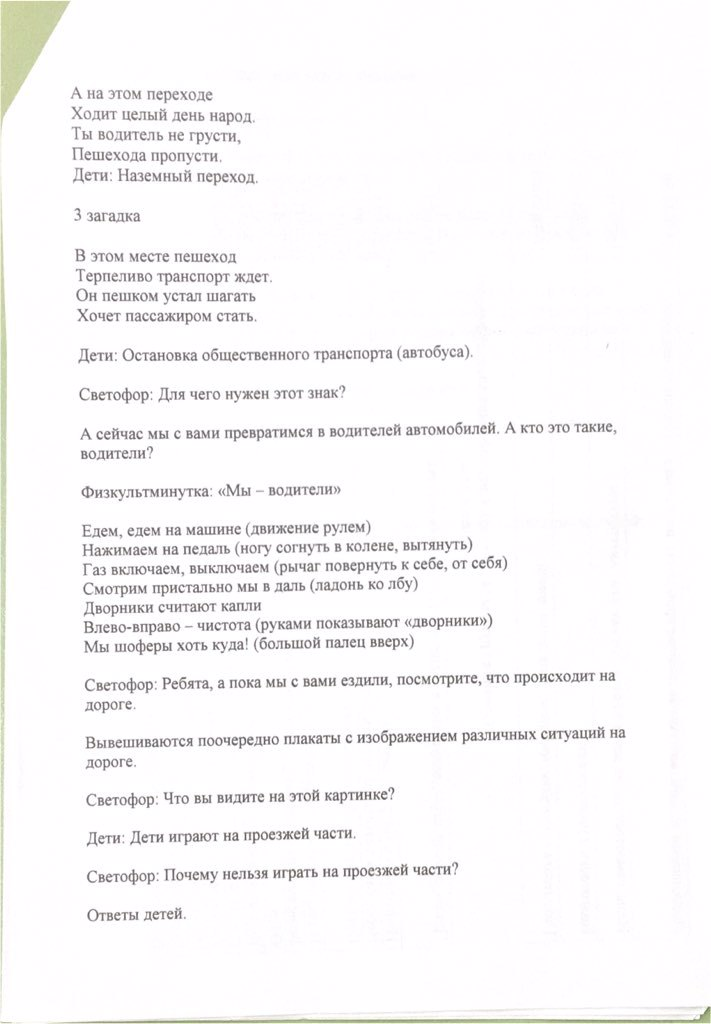 А на этом переходе
Ходит целый день народ.
Ты водитель не грусти,
Пешехода пропусти.
Дети: Наземный переход.
3 загадка
В этом месте пешеход
Терпеливо транспорт ждет.
Он пешком устал шагать
Хочет пассажиром стать.
Дети: Остановка общественного транспорта (автобуса).
Светофор: Для чего нужен этот знак?
А сейчас мы с вами превратимся в водителей автомобилей. А кто это такие,
водители?
Физкультминутка: «Мы – водители»
Едем, едем на машине (движение рулем)
Нажимаем на педаль (ногу согнуть в колене, вытянуть)
Газ включаем, выключаем (рычаг повернуть к себе, от себя)
Смотрим пристально мы в даль (ладонь ко лбу)
Дворники считают капли
Влево-вправо – чистота (руками показывают «дворники»)
Мы шоферы хоть куда! (большой палец вверх)
Светофор: Ребята, а пока мы с вами ездили, посмотрите, что происходит на
дороге.
Вывешиваются поочередно плакаты с изображением различных ситуаций на
дороге.
Светофор: Что вы видите на этой картинке?
Дети: Дети играют на проезжей части.
Светофор: Почему нельзя играть на проезжей части?
Ответы детей.